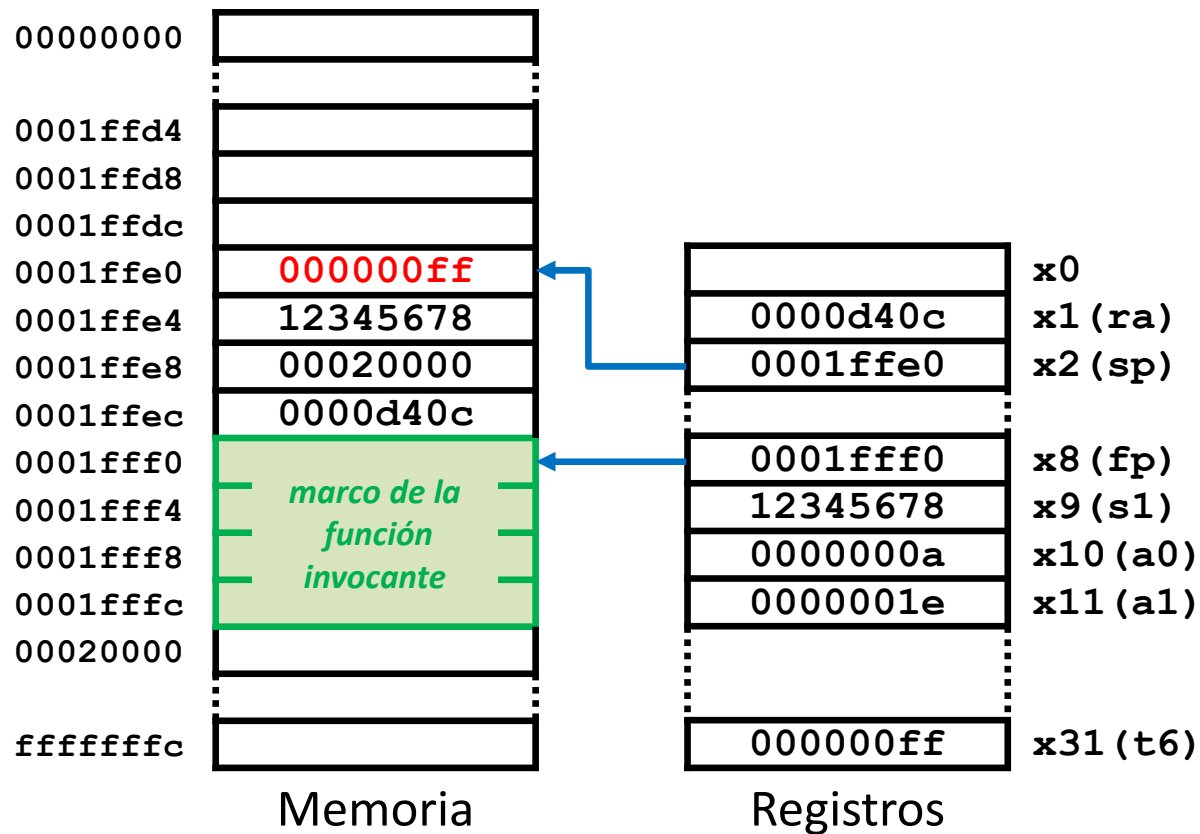 00000000
0001ffd4
0001ffd8
0001ffdc
0001ffe0 000000ff x0
0001ffe4 12345678 0000d40c x1(ra)
0001ffe8 00020000 0001ffe0 x2(sp)
0001ffec 0000d40c
0001fff0 0001fff0 x8(fp)
marco de la
0001fff4 12345678 x9(s1)
función
0001fff8 0000000a x10(a0)
invocante
0001fffc 0000001e x11(a1)
00020000
fffffffc 000000ff x31(t6)
Memoria Registros